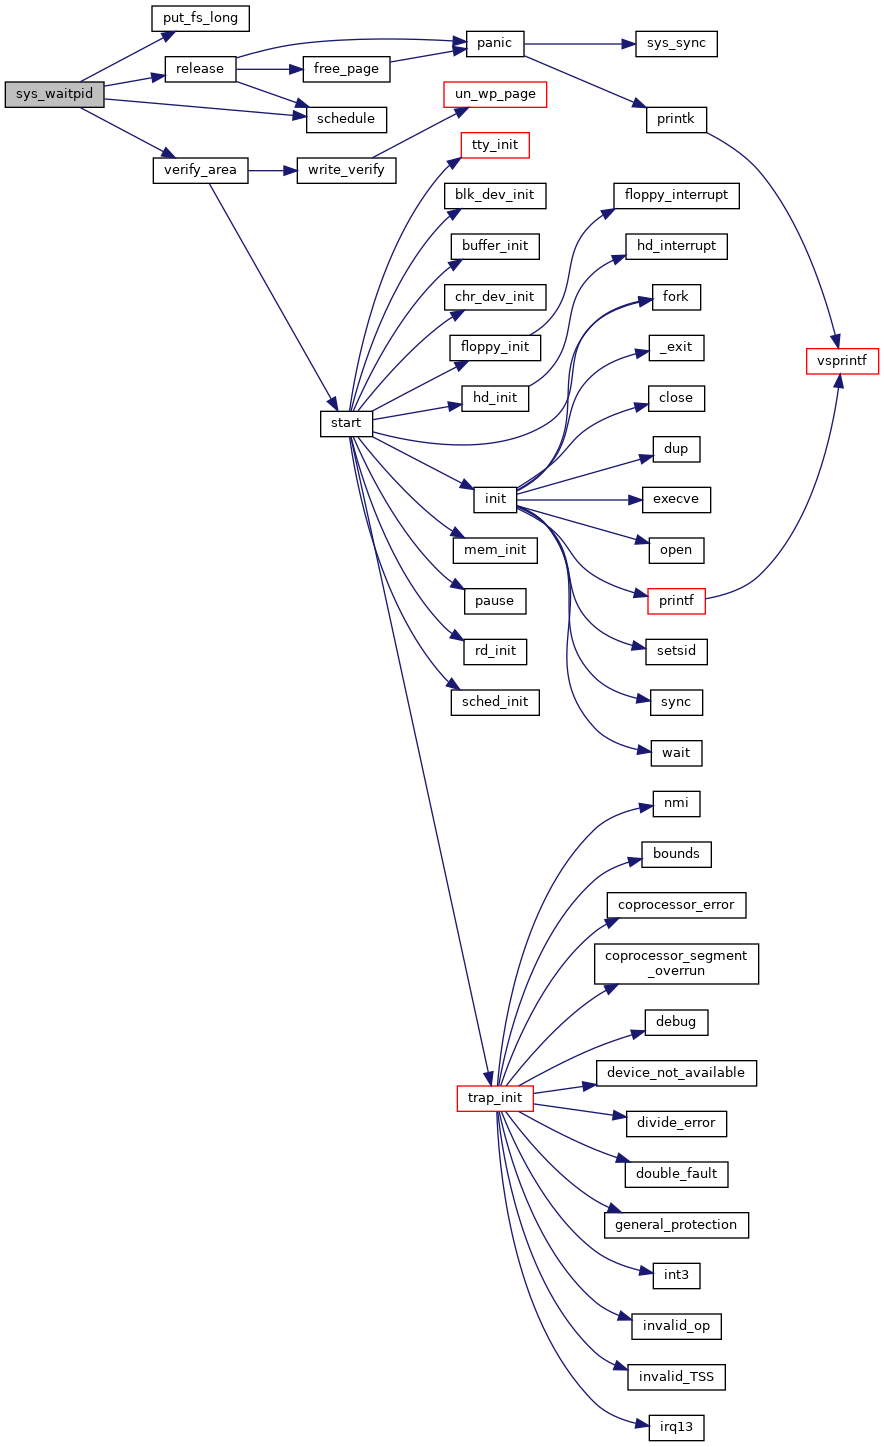 put_fs_long
panic
sys_sync
release
free_page
sys_waitpid
un_wp_page
schedule
printk
tty_init
verify_area
write_verify
blk_dev_init
floppy_interrupt
buffer_init
hd_interrupt
chr_dev_init
fork
floppy_init
_exit
vsprintf
hd_init
close
start
dup
init
execve
mem_init
open
pause
printf
rd_init
setsid
sched_init
sync
wait
nmi
bounds
coprocessor_error
coprocessor_segment
_overrun
debug
device_not_available
trap_init
divide_error
double_fault
general_protection
int3
invalid_op
invalid_TSS
irq13